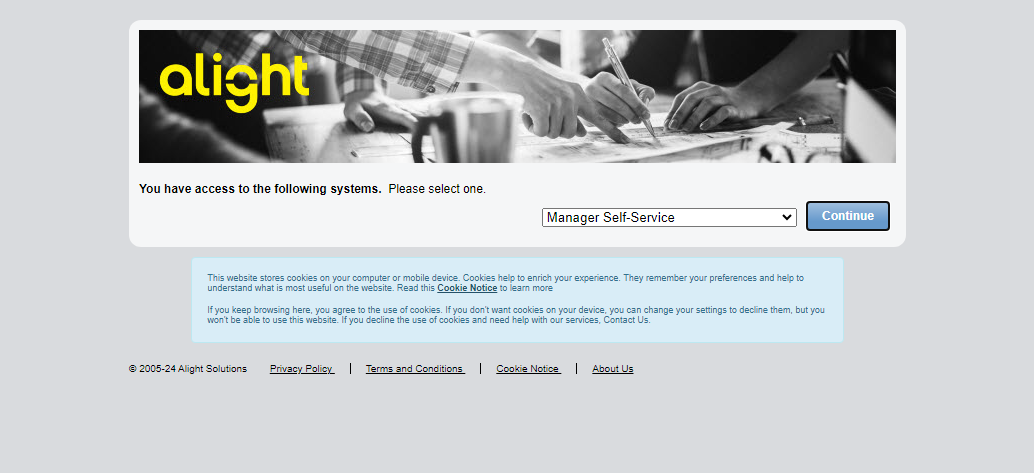 alight
You have access to the following systems. Please select one.
Manager Self-Service
Continue
This website stores cookies on your computer or mobile device. Cookies help to enrich your experience. They remember your preferences and help to
understand what is most useful on the website. Read this Cookie Notice to learn more
If you keep browsing here, you agree to the use of cookies. If you don't want cookies on your device, you can change your settings to decline them, but you
won't be able to use this website. If you decline the use of cookies and need help with our services, Contact Us.
© 2005-24 Alight Solutions Privacy Policy | Terms and Conditions | Cookie Notice | About Us